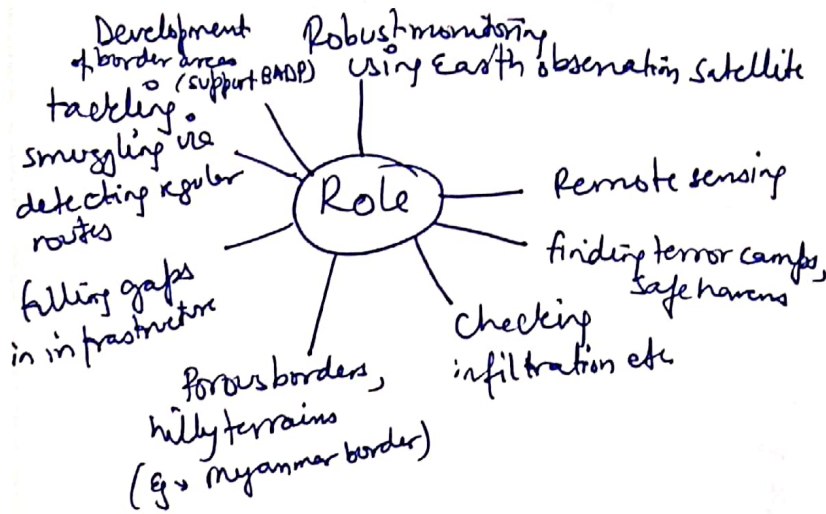 Development
of border areas
(support BADP)
Robust monitoring
using Earth observation satellite
tackling
smuggling via
detecting reguler
routes
Role
Remote sensing
finding terror camps,
safe havens
filling gaps
in infrastructure
Checking
infiltration etc
Porous borders,
hilly terrains
(Eg → Myanmar border)